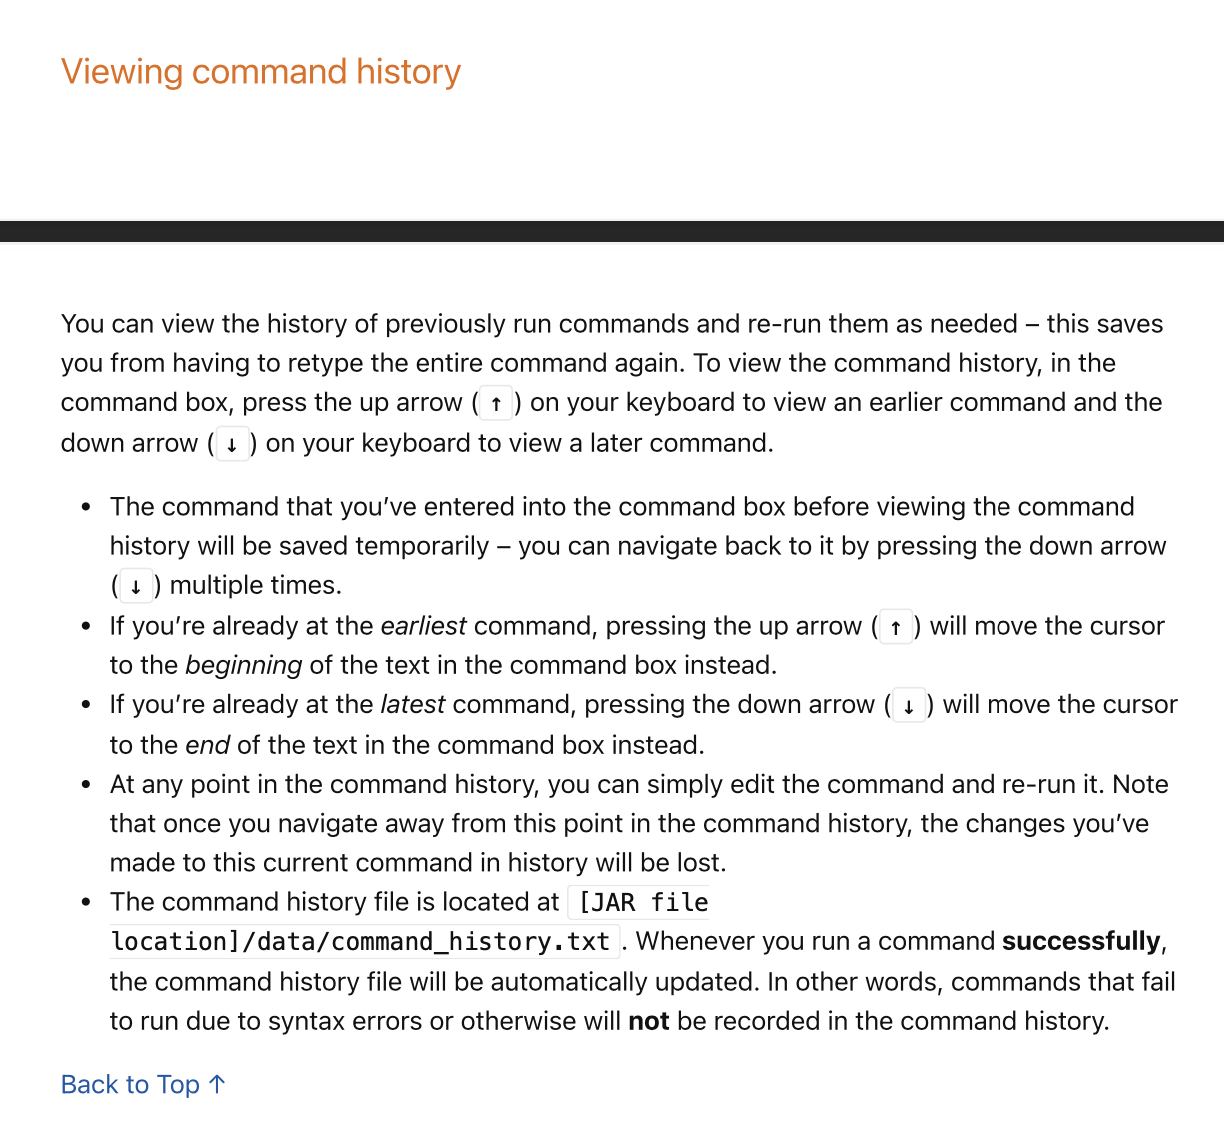 Viewing command history
You can view the history of previously run commands and re-run them as needed – this saves
you from having to retype the entire command again. To view the command history, in the
command box, press the up arrow ( ↑ ) on your keyboard to view an earlier command and the
down arrow ( ↓ ) on your keyboard to view a later command.
• The command that you’ve entered into the command box before viewing the command
history will be saved temporarily – you can navigate back to it by pressing the down arrow
( ↓ ) multiple times.
• If you’re already at the earliest command, pressing the up arrow ( ↑ ) will move the cursor
to the beginning of the text in the command box instead.
• If you’re already at the latest command, pressing the down arrow ( ↓ ) will move the cursor
to the end of the text in the command box instead.
• At any point in the command history, you can simply edit the command and re-run it. Note
that once you navigate away from this point in the command history, the changes you’ve
made to this current command in history will be lost.
• The command history file is located at [JAR file
location]/data/command_history.txt . Whenever you run a command successfully,
the command history file will be automatically updated. In other words, commands that fail
to run due to syntax errors or otherwise will not be recorded in the command history.
Back to Top ↑